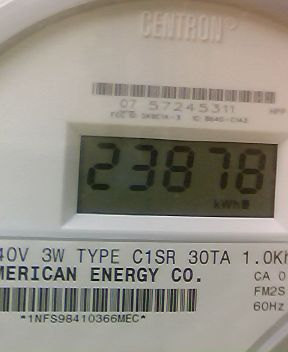 CENTRON®
07 57245311
23878
kWh
40V 3W TYPE C1SR 30TA 1.0Kh
MERICAN ENERGY CO.
CA 0
FM2S
60Hz
*1NFS98410366MEC*